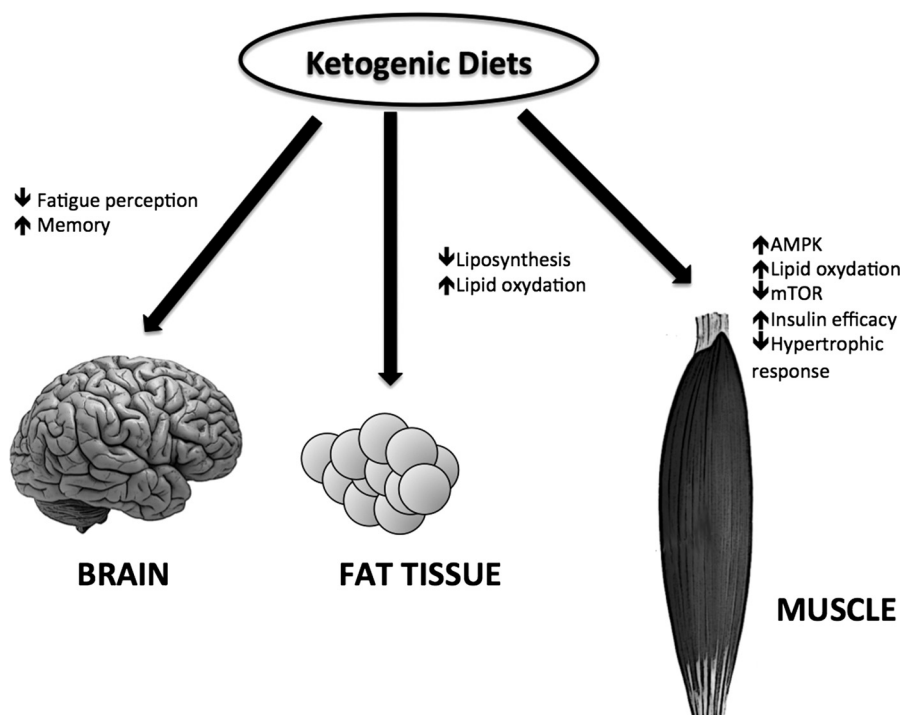 Ketogenic Diets
🡻 Fatigue perception
🡹 Memory
🡻Liposynthesis
🡹Lipid oxydation
🡹AMPK
🡹Lipid oxydation
🡻mTOR
🡹Insulin efficacy
🡻Hypertrophic
response
BRAIN
FAT TISSUE
MUSCLE